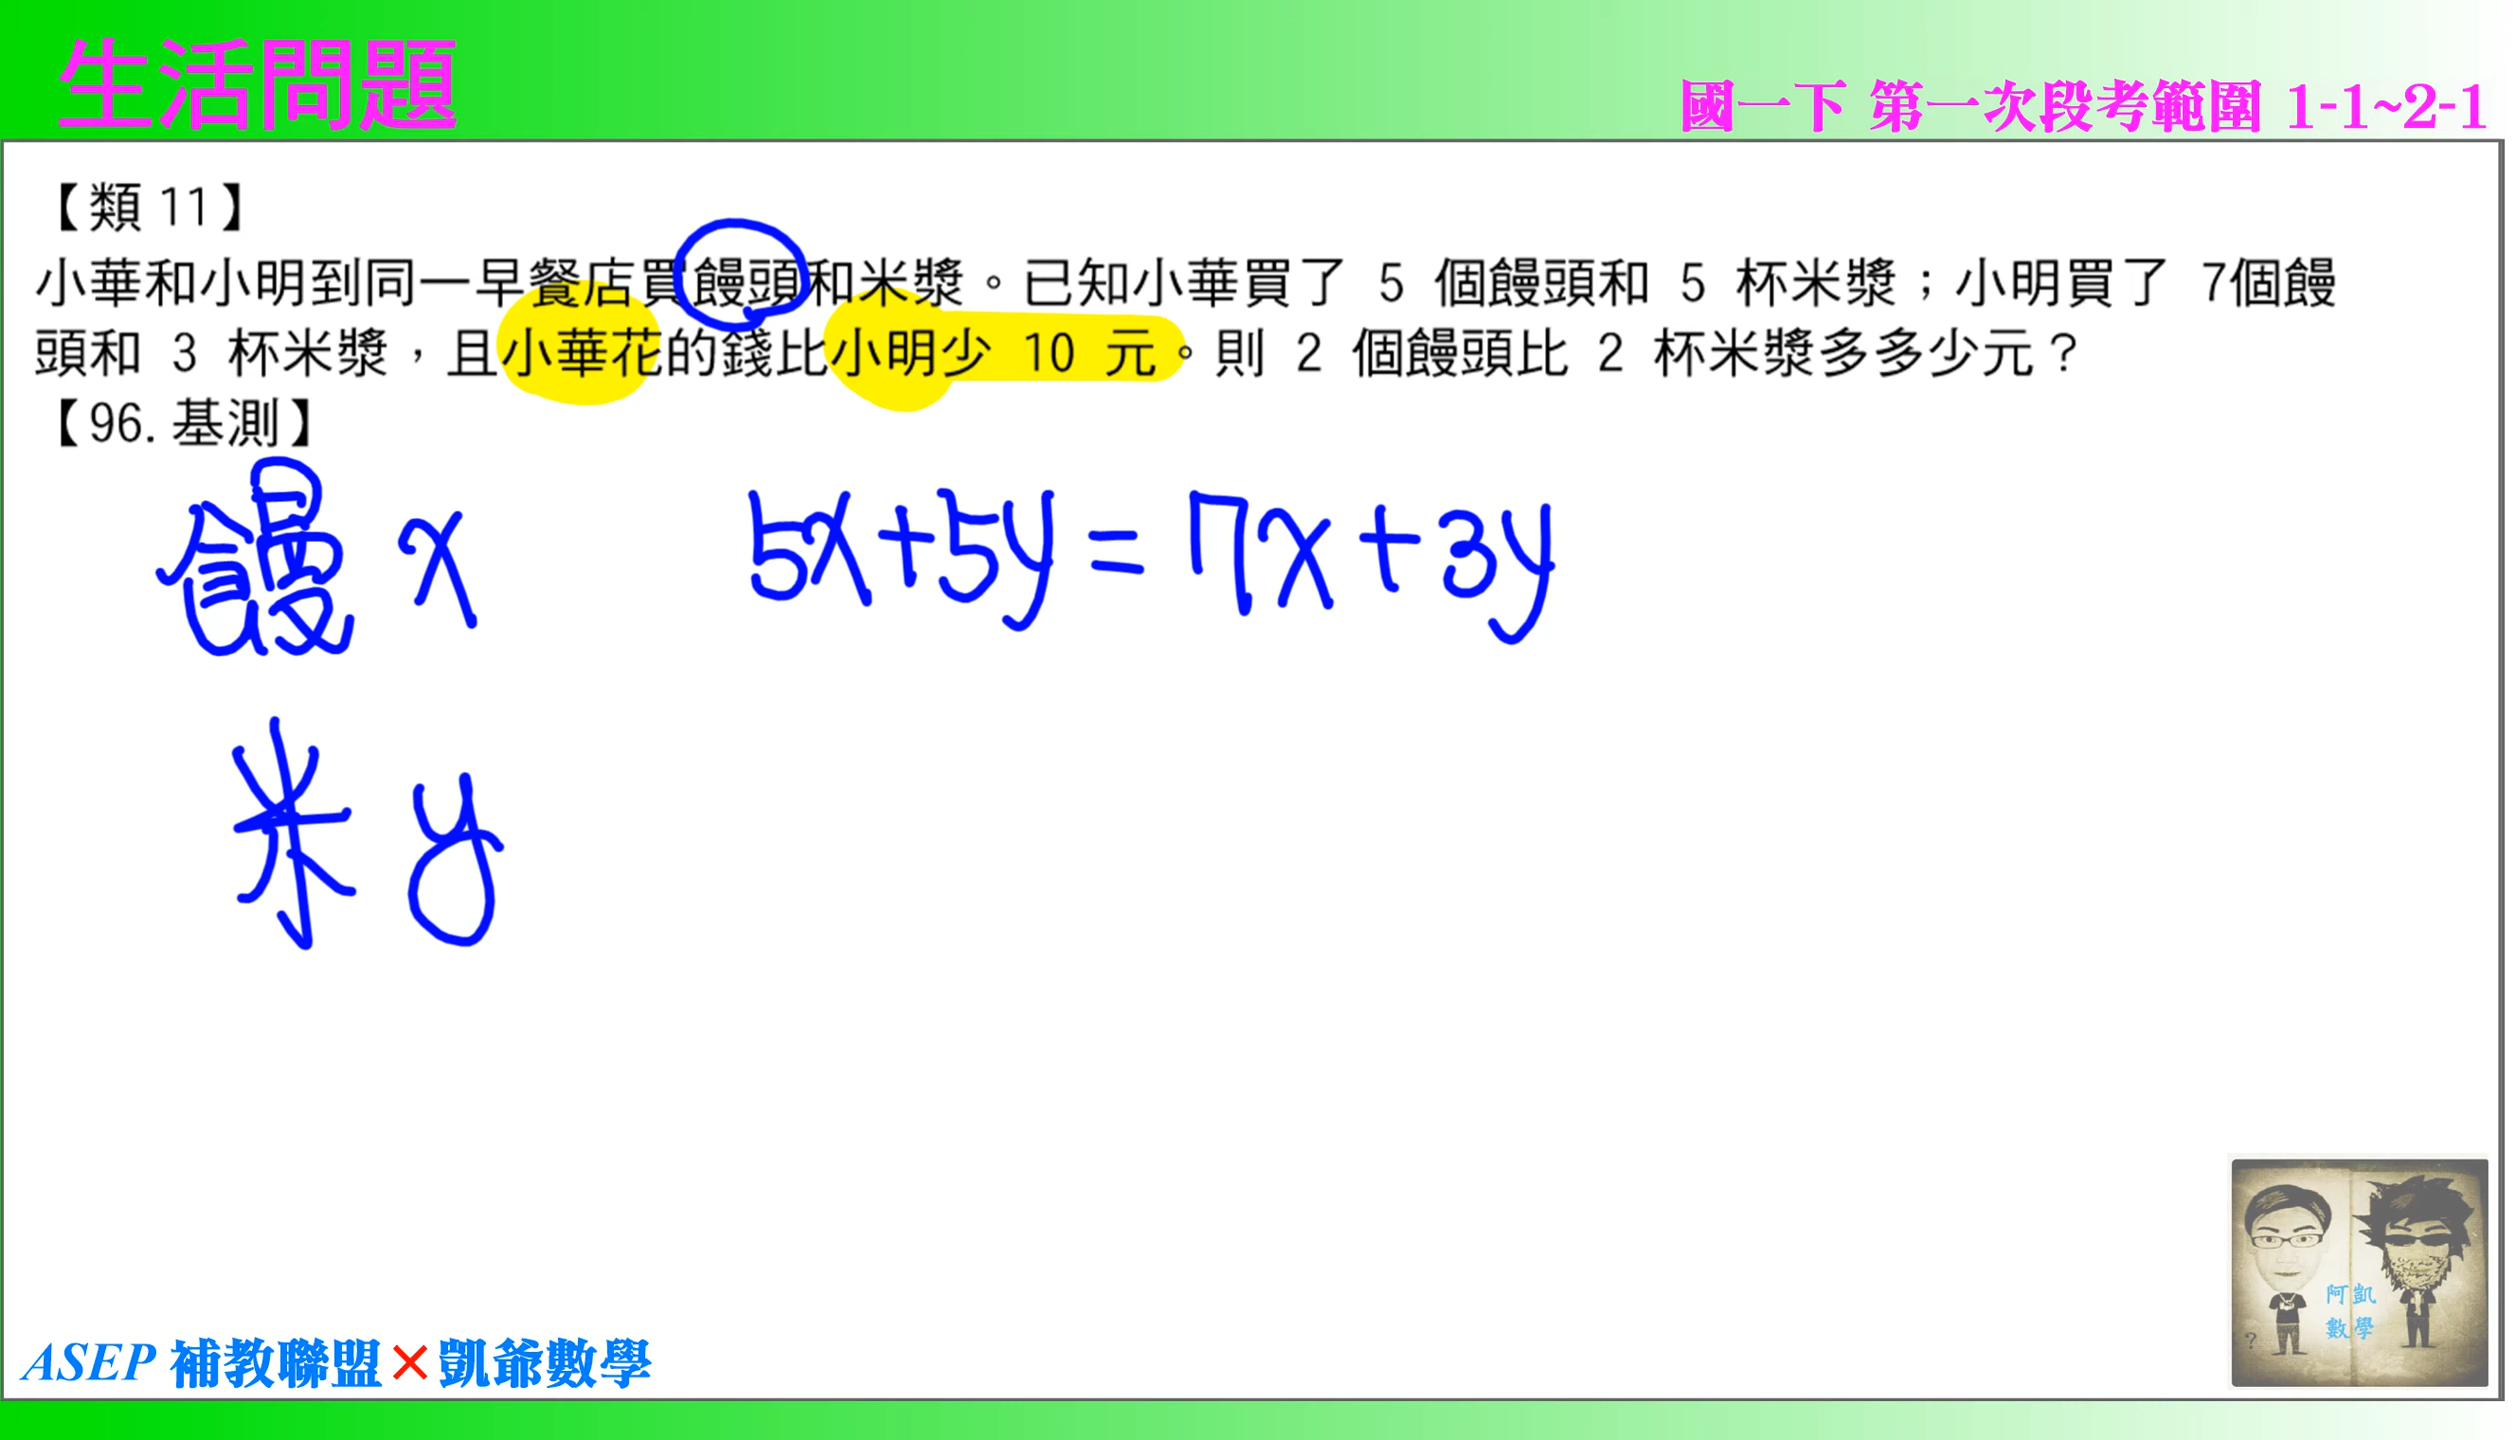 生活問題
國一下 第一次段考範圍 1-1~2-1
【類 11】
小華和小明到同一早餐店買饅頭和米漿。已知小華買了 5 個饅頭和 5 杯米漿；小明買了 7個饅
頭和 3 杯米漿，且小華花的錢比小明少 10 元。則 2 個饅頭比 2 杯米漿多多少元？
【96.基測】
饅 x 5x+5y=7x+3y
米 y
阿凱
數學
?
ASEP 補教聯盟×凱爺數學